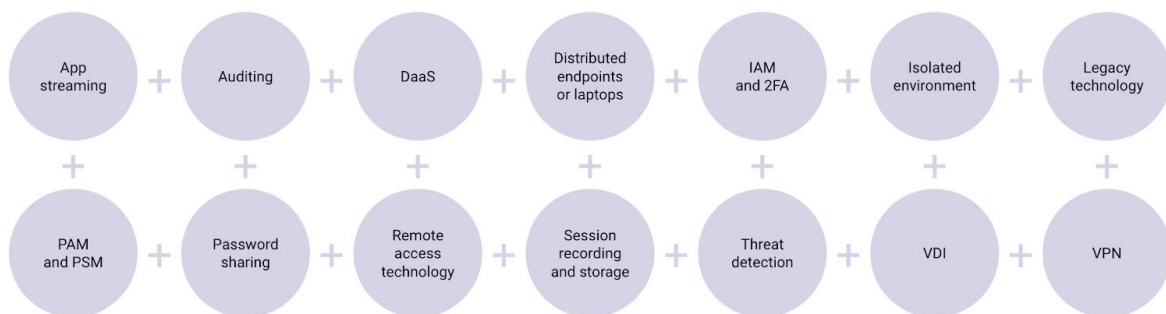 App
streaming
Auditing
DaaS
Distributed
endpoints
or laptops
IAM
and 2FA
Isolated
environment
Legacy
technology
PAM
and PSM
Password
sharing
Remote
access
technology
Session
recording
and storage
Threat
detection
VDI
VPN